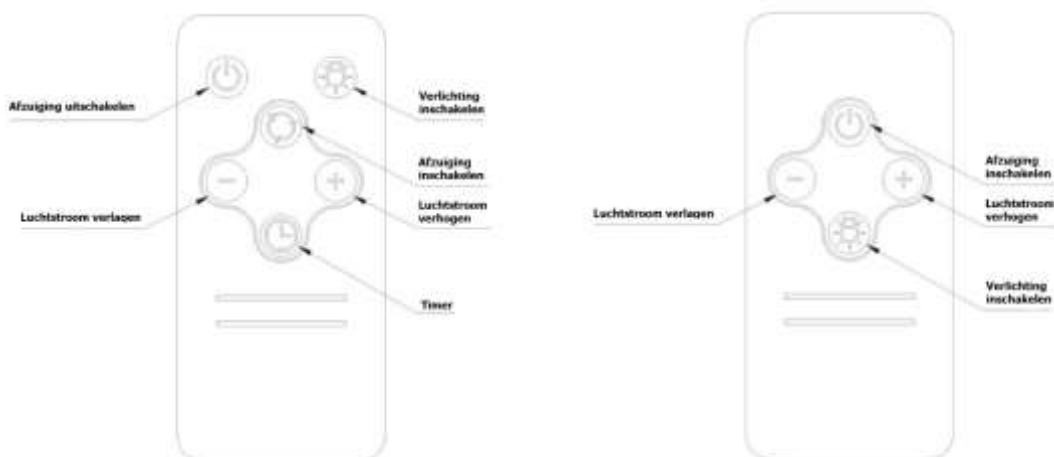 Afzuiging uitschakelen
Verlichting
inschakelen
Afzuiging
inschakelen
Luchtstroom verlagen
Luchtstroom
verhogen
Timer
Afzuiging
inschakelen
Luchtstroom verlagen
Luchtstroom
verhogen
Verlichting
inschakelen